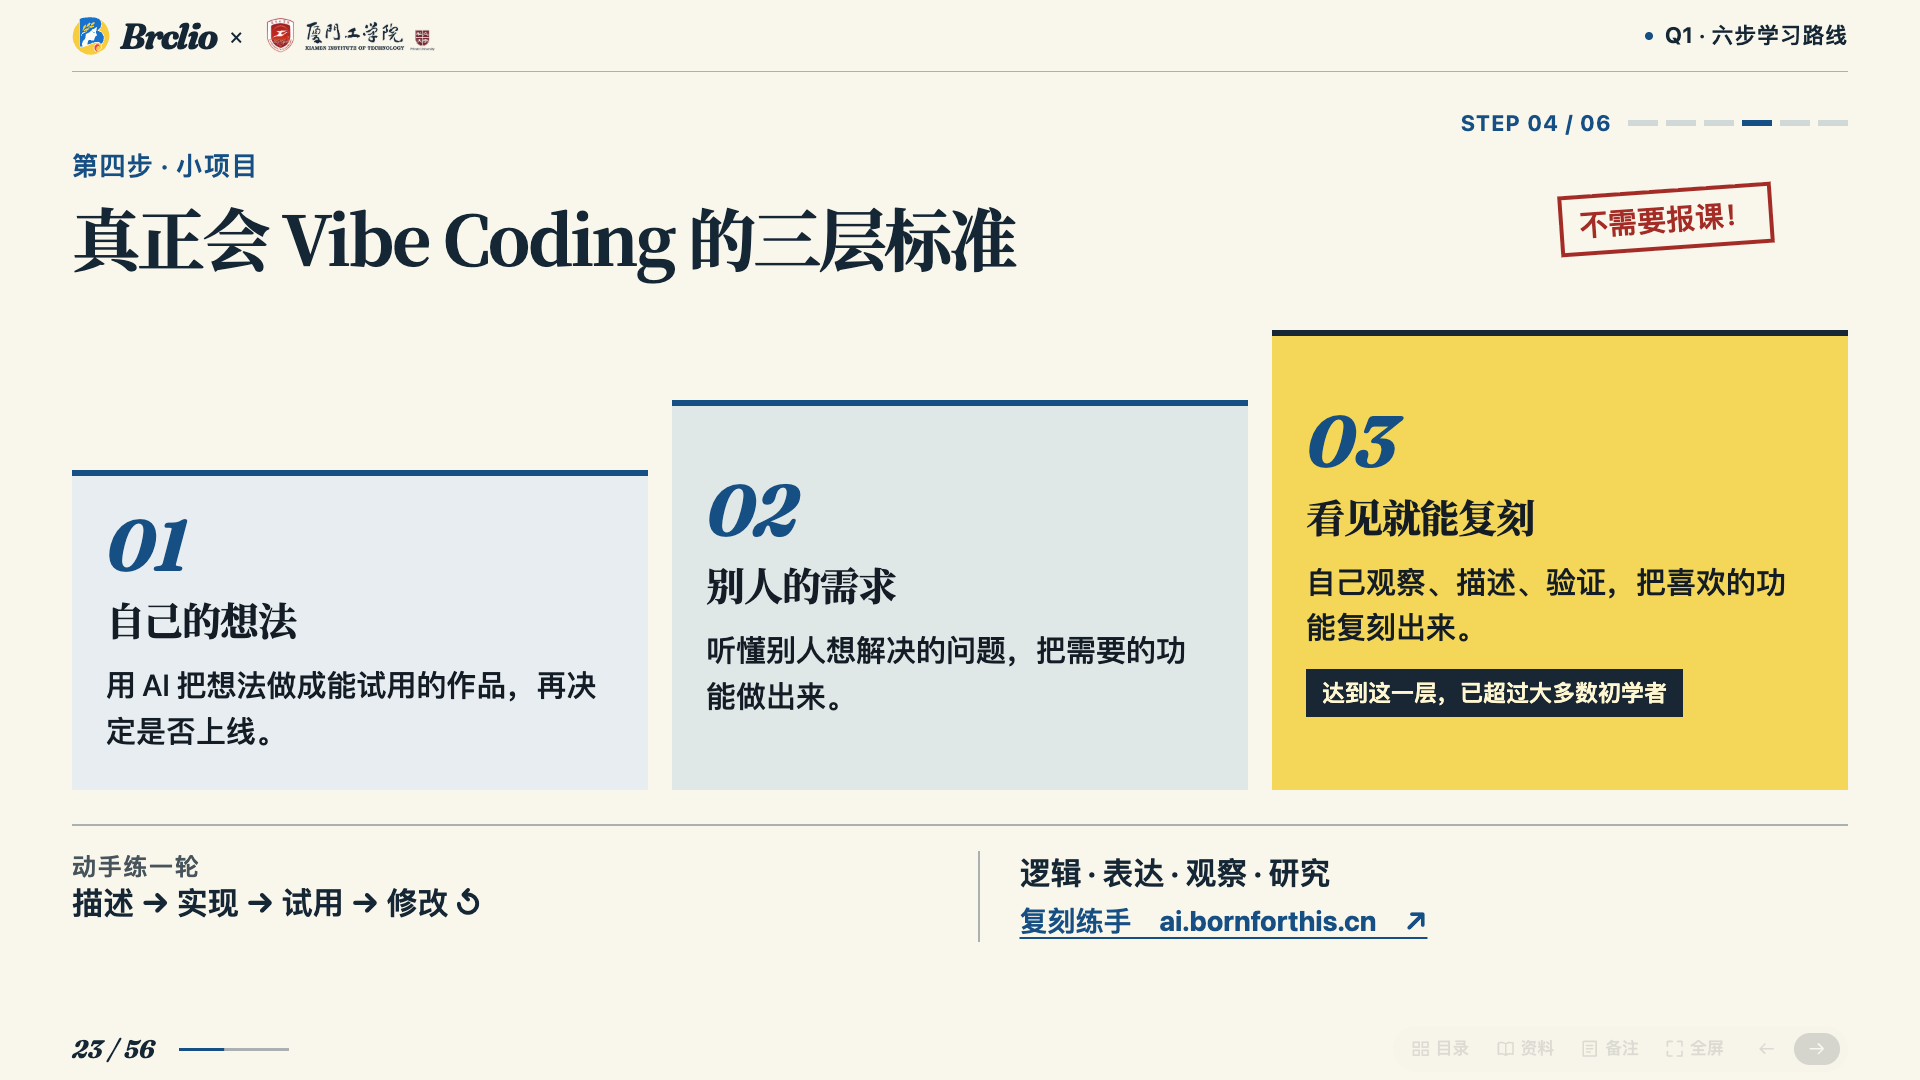 Brclio × 厦門工学院
XIAMEN INSTITUTE OF TECHNOLOGY
Q1 · 六步学习路线
STEP 04 / 06
第四步 · 小项目
真正会 Vibe Coding 的三层标准
不需要报课！
01
自己的想法
用 AI 把想法做成能试用的作品，再决
定是否上线。
02
别人的需求
听懂别人想解决的问题，把需要的功
能做出来。
03
看见就能复刻
自己观察、描述、验证，把喜欢的功
能复刻出来。
达到这一层，已超过大多数初学者
动手练一轮
描述 → 实现 → 试用 → 修改 ↺
逻辑 · 表达 · 观察 · 研究
复刻练手 ai.bornforthis.cn ↗
23 / 56
目录 资料 备注 全屏 ← →